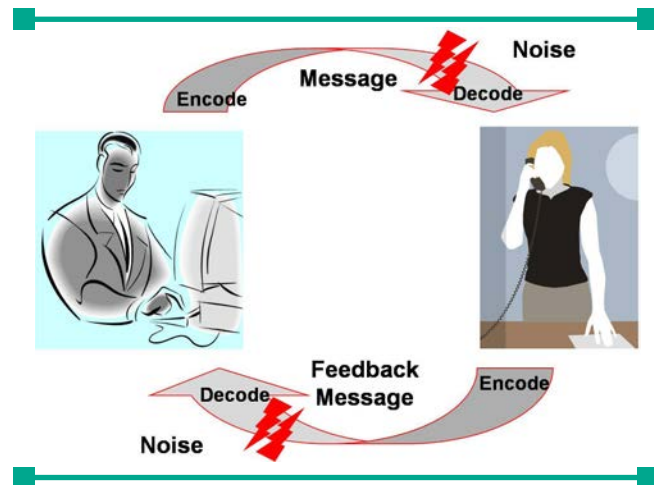 Noise
Message
Encode
Decode
Feedback
Message
Decode
Encode
Noise